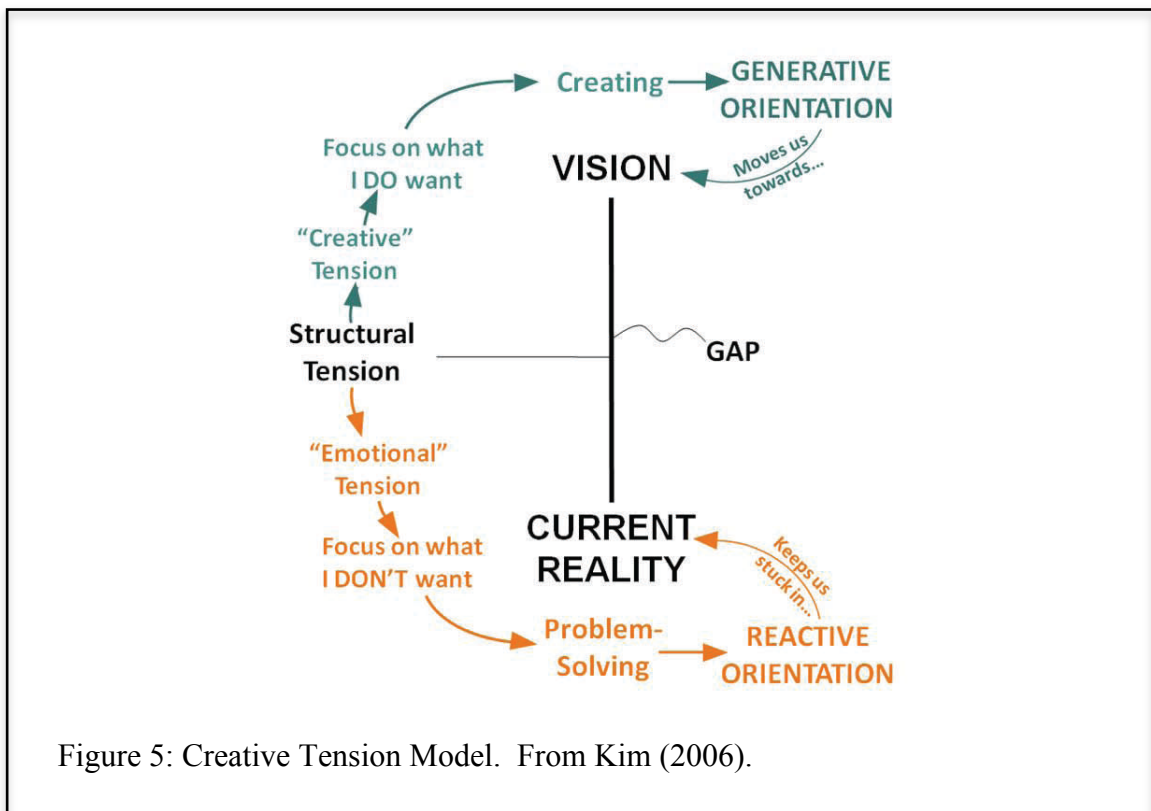 Creating
GENERATIVE
ORIENTATION
Moves us
towards...
Focus on what
I DO want
VISION
“Creative”
Tension
Structural
Tension
GAP
“Emotional”
Tension
Focus on what
I DON’T want
CURRENT
REALITY
Keeps us
stuck in...
Problem-
Solving
REACTIVE
ORIENTATION
Figure 5: Creative Tension Model.  From Kim (2006).